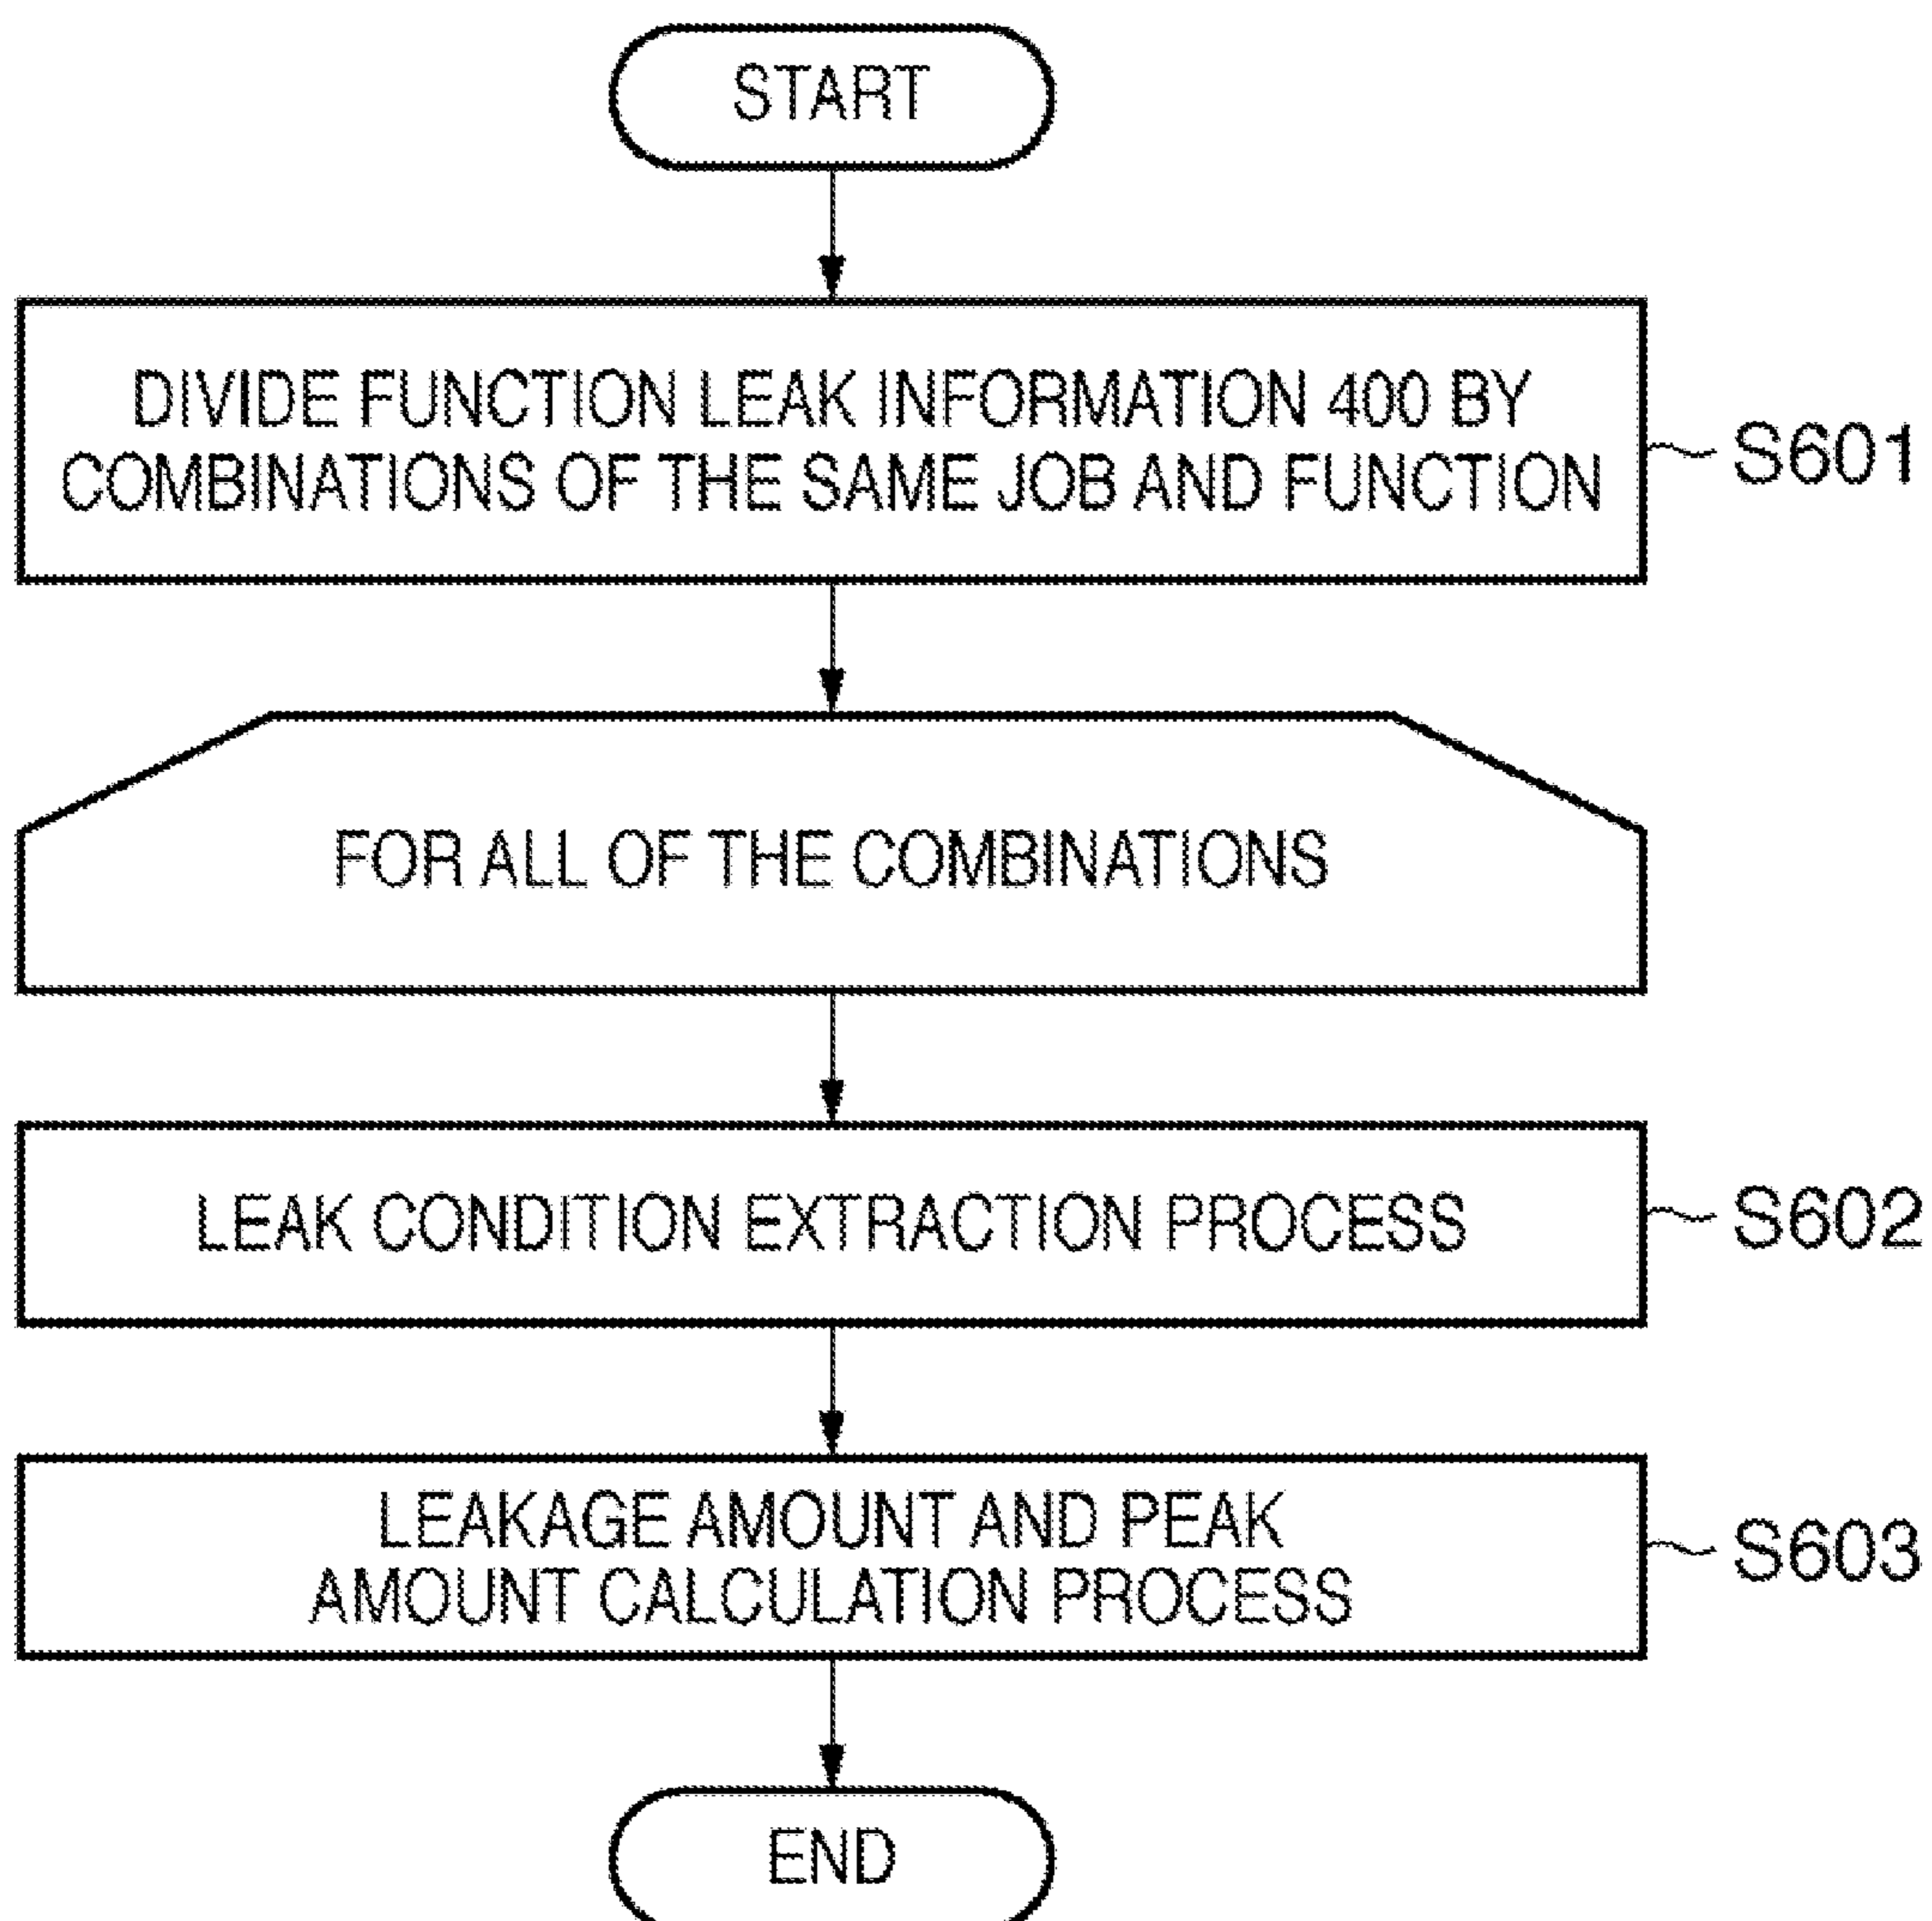 START
DIVIDE FUNCTION LEAK INFORMATION 400 BY
COMBINATIONS OF THE SAME JOB AND FUNCTION
S601
FOR ALL OF THE COMBINATIONS
LEAK CONDITION EXTRACTION PROCESS
S602
LEAKAGE AMOUNT AND PEAK
AMOUNT CALCULATION PROCESS
S603
END